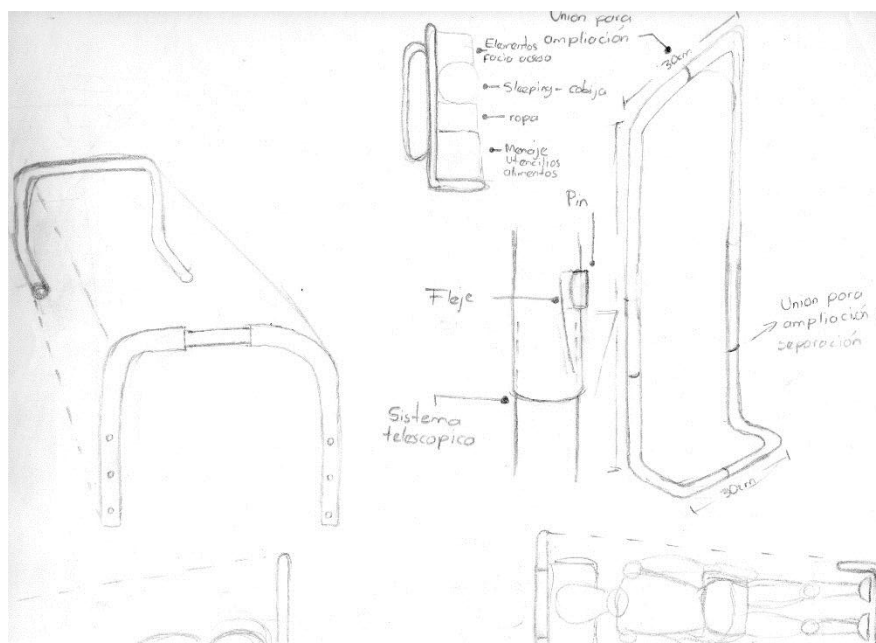 Union para
ampliación
30cm
Elementos
facio acceso
Sleeping - cobija
ropa
Menaje
utencilios
alimentos
Pin
Fleje
Union para
ampliación
separación
Sistema
telescopico
30cm